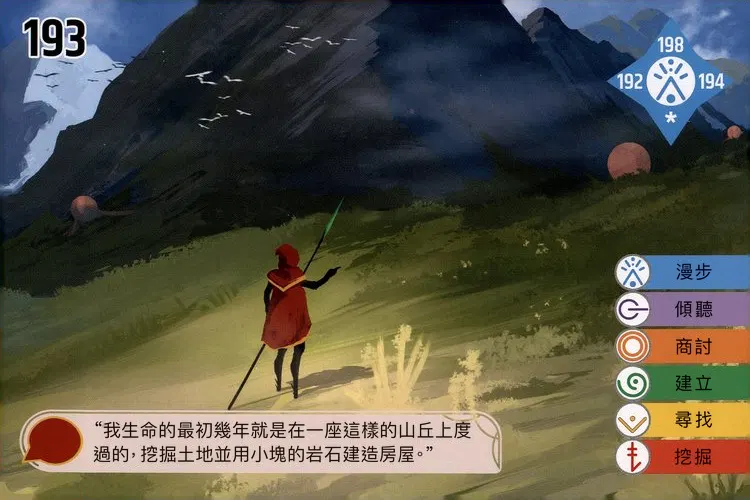 193
198
192
194
*
漫步
傾聽
商討
建立
尋找
挖掘
“我生命的最初幾年就是在一座這樣的山丘上度
過的,挖掘土地並用小塊的岩石建造房屋。”